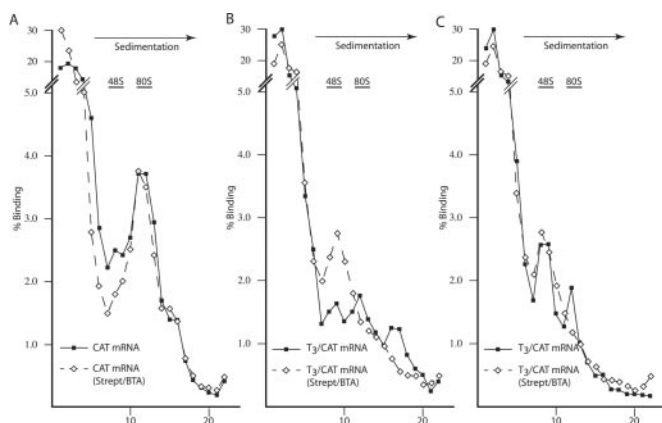 A
B
C
30
20
5.0
4.0
3.0
2.0
1.0
% Binding
Sedimentation
48S 80S
CAT mRNA
CAT mRNA
(Strept/BTA)
10 20
30
20
5.0
4.0
3.0
2.0
1.0
% Binding
Sedimentation
48S 80S
T3/CAT mRNA
T3/CAT mRNA
(Strept/BTA)
10 20
30
20
5.0
4.0
3.0
2.0
1.0
% Binding
Sedimentation
48S 80S
T3/CAT mRNA
T3/CAT mRNA
(Strept/BTA)
10 20